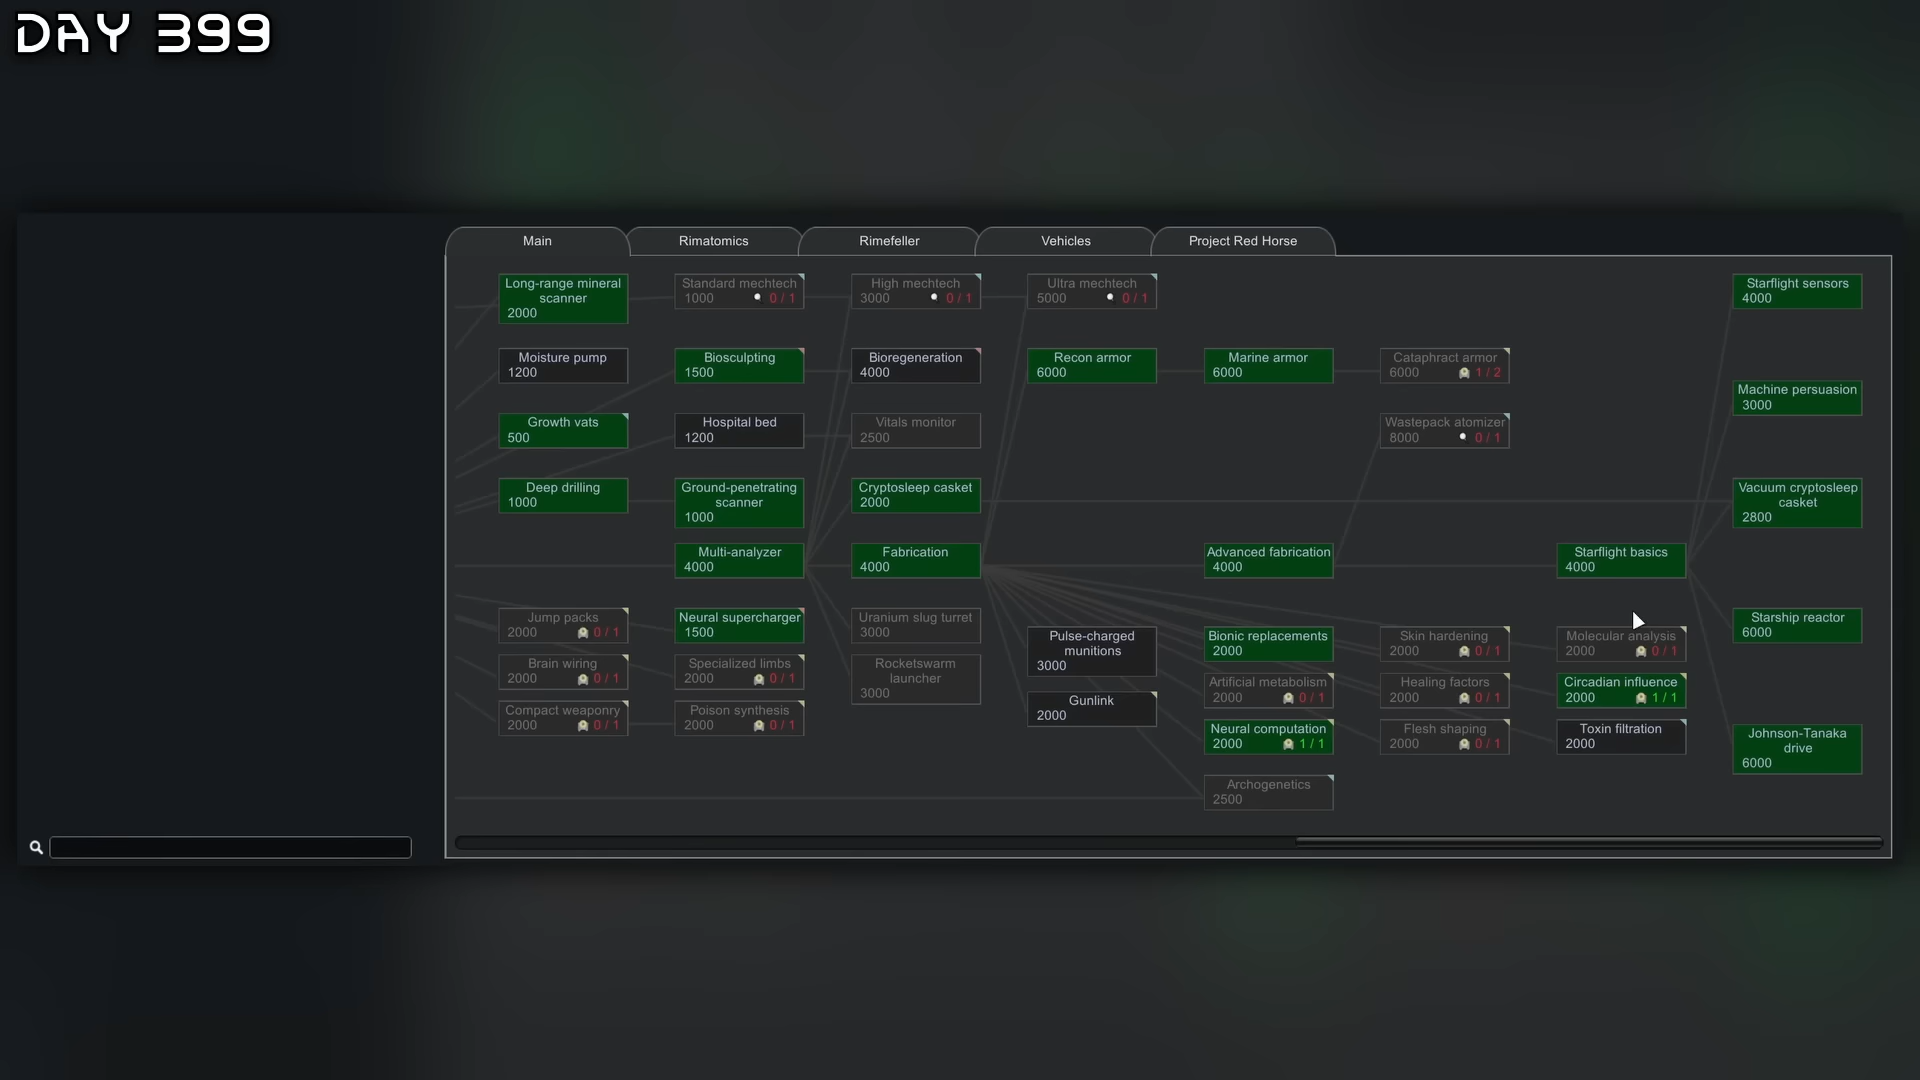 DAY 399
Main
Rimatomics
Rimefeller
Vehicles
Project Red Horse
Long-range mineral
scanner
2000
Standard mechtech
1000 0 / 1
High mechtech
3000 0 / 1
Ultra mechtech
5000 0 / 1
Starflight sensors
4000
Moisture pump
1200
Biosculpting
1500
Bioregeneration
4000
Recon armor
6000
Marine armor
6000
Cataphract armor
6000 1 / 2
Machine persuasion
3000
Growth vats
500
Hospital bed
1200
Vitals monitor
2500
Wastepack atomizer
8000 0 / 1
Deep drilling
1000
Ground-penetrating
scanner
1000
Cryptosleep casket
2000
Vacuum cryptosleep
casket
2800
Multi-analyzer
4000
Fabrication
4000
Advanced fabrication
4000
Starflight basics
4000
Jump packs
2000 0 / 1
Neural supercharger
1500
Uranium slug turret
3000
Pulse-charged
munitions
3000
Bionic replacements
2000
Skin hardening
2000 0 / 1
Molecular analysis
2000 0 / 1
Starship reactor
6000
Brain wiring
2000 0 / 1
Specialized limbs
2000 0 / 1
Rocketswarm
launcher
3000
Gunlink
2000
Artificial metabolism
2000 0 / 1
Healing factors
2000 0 / 1
Circadian influence
2000 1 / 1
Compact weaponry
2000 0 / 1
Poison synthesis
2000 0 / 1
Neural computation
2000 1 / 1
Flesh shaping
2000 0 / 1
Toxin filtration
2000
Johnson-Tanaka
drive
6000
Archogenetics
2500